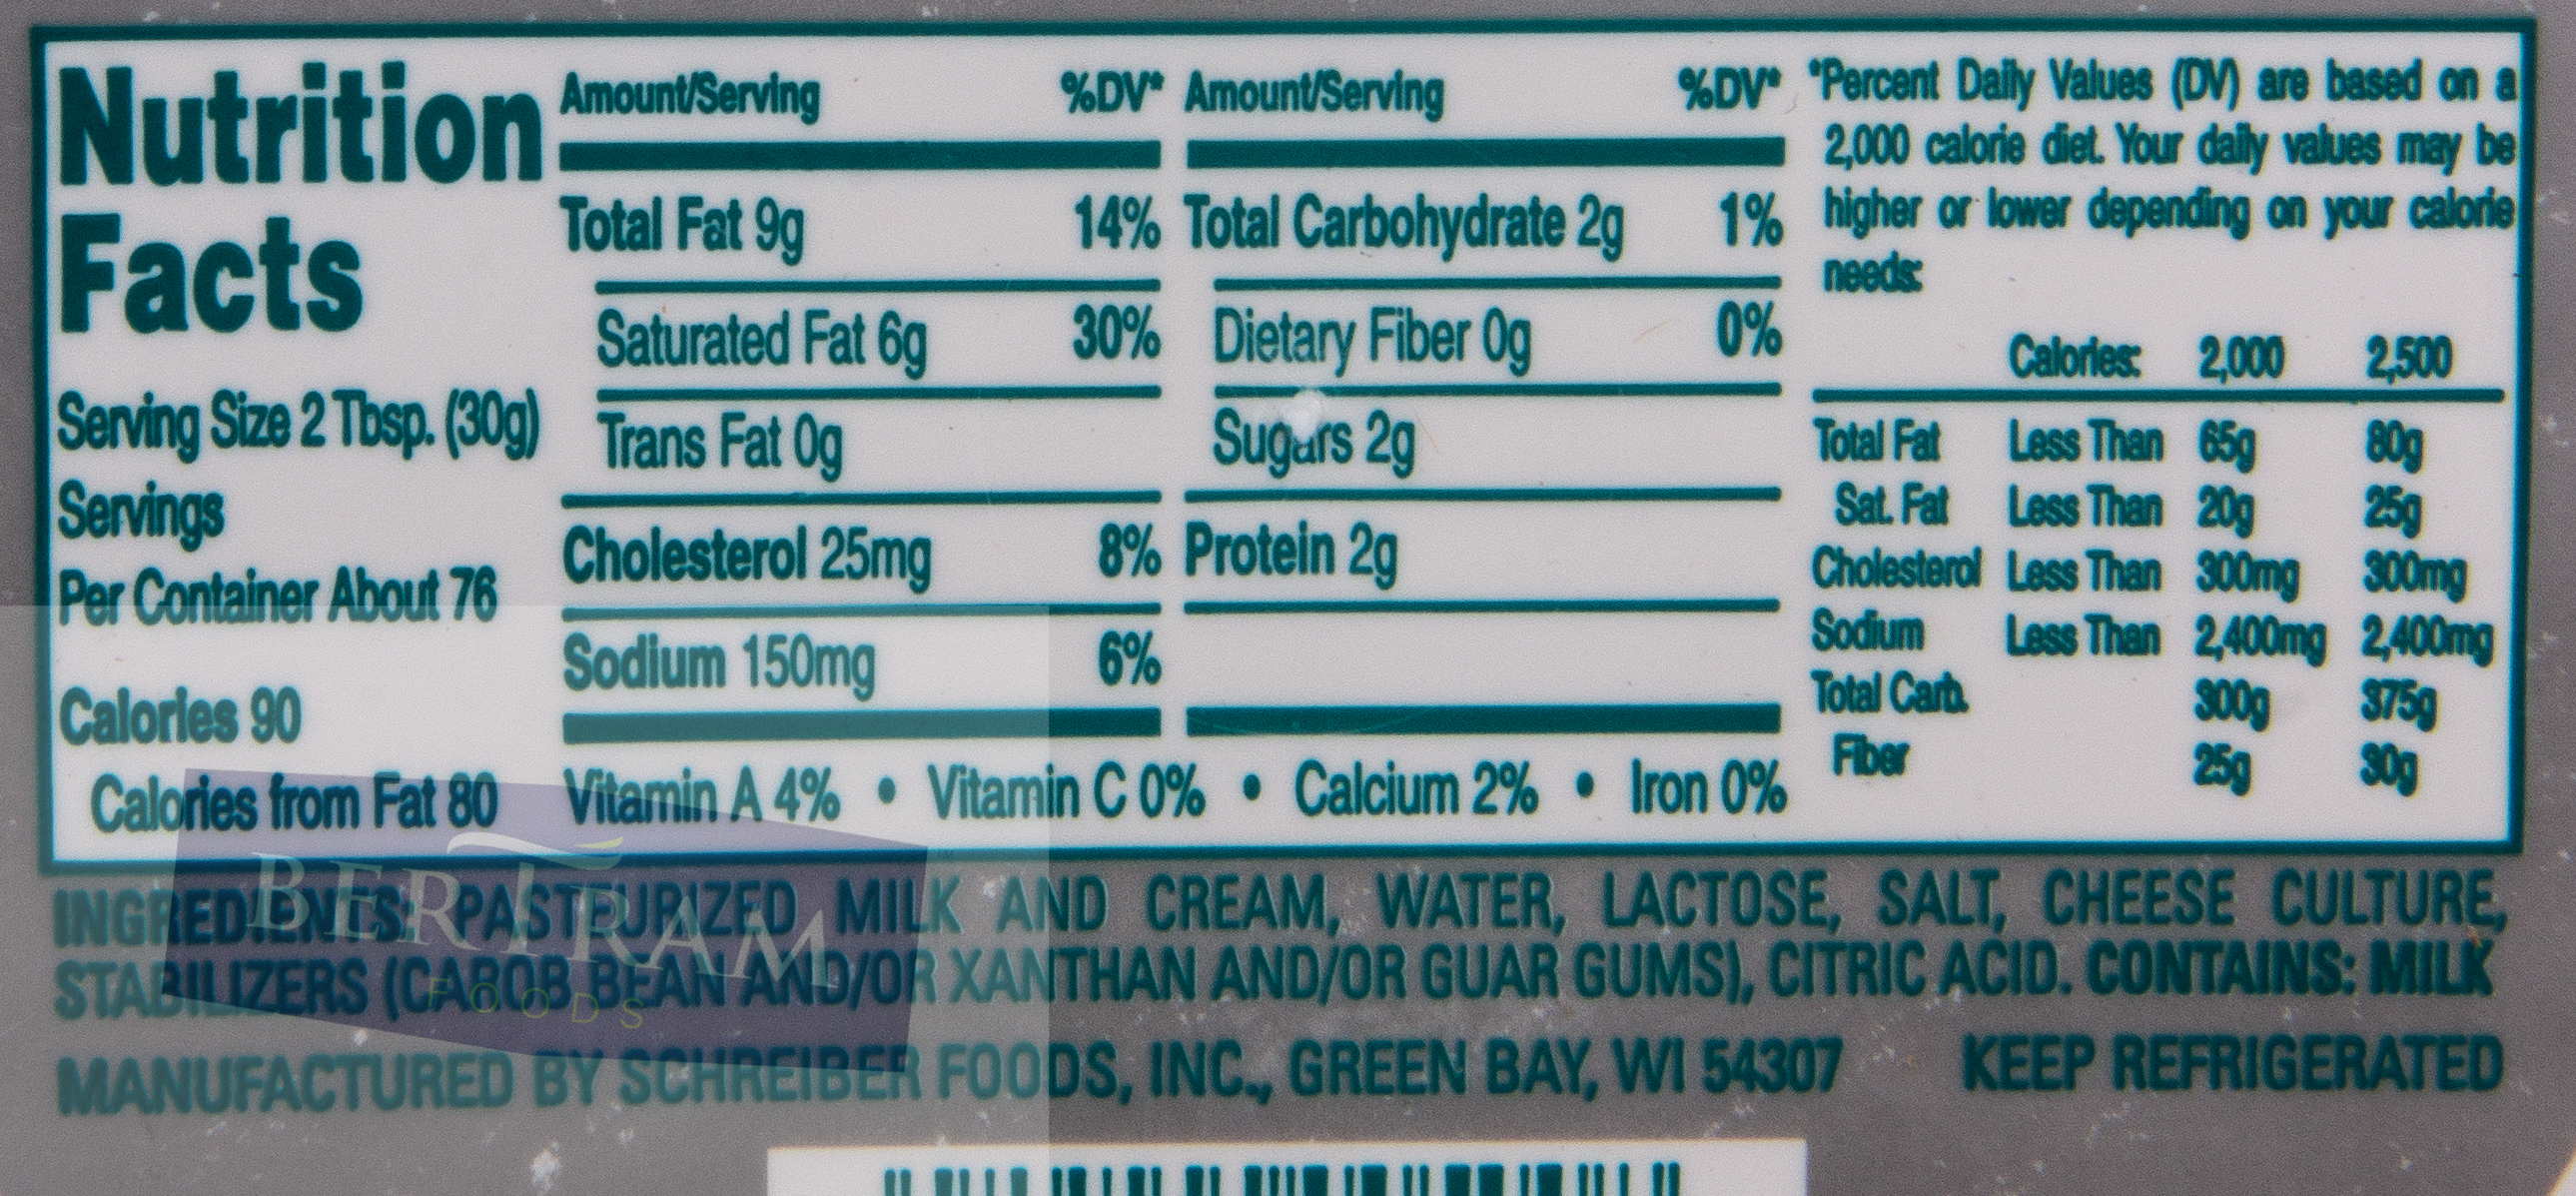 Nutrition
Facts
Serving Size 2 Tbsp. (30g)
Servings
Per Container About 76
Calories 90
Calories from Fat 80
Amount/Serving %DV*
Total Fat 9g 14%
Saturated Fat 6g 30%
Trans Fat 0g
Cholesterol 25mg 8%
Sodium 150mg 6%
Amount/Serving %DV*
Total Carbohydrate 2g 1%
Dietary Fiber 0g 0%
Sugars 2g
Protein 2g
Vitamin A 4% • Vitamin C 0% • Calcium 2% • Iron 0%
*Percent Daily Values (DV) are based on a
2,000 calorie diet. Your daily values may be
higher or lower depending on your calorie
needs:
Calories: 2,000 2,500
Total Fat Less Than 65g 80g
Sat. Fat Less Than 20g 25g
Cholesterol Less Than 300mg 300mg
Sodium Less Than 2,400mg 2,400mg
Total Carb. 300g 375g
Fiber 25g 30g
INGREDIENTS: PASTEURIZED MILK AND CREAM, WATER, LACTOSE, SALT, CHEESE CULTURE,
STABILIZERS (CAROB BEAN AND/OR XANTHAN AND/OR GUAR GUMS), CITRIC ACID. CONTAINS: MILK
MANUFACTURED BY SCHREIBER FOODS, INC., GREEN BAY, WI 54307 KEEP REFRIGERATED
BERTRAM
FOODS